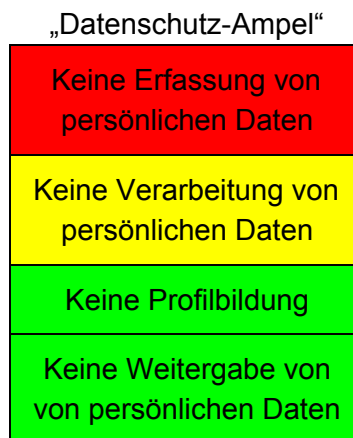 „Datenschutz-Ampel“
Keine Erfassung von
persönlichen Daten
Keine Verarbeitung von
persönlichen Daten
Keine Profilbildung
Keine Weitergabe von
von persönlichen Daten